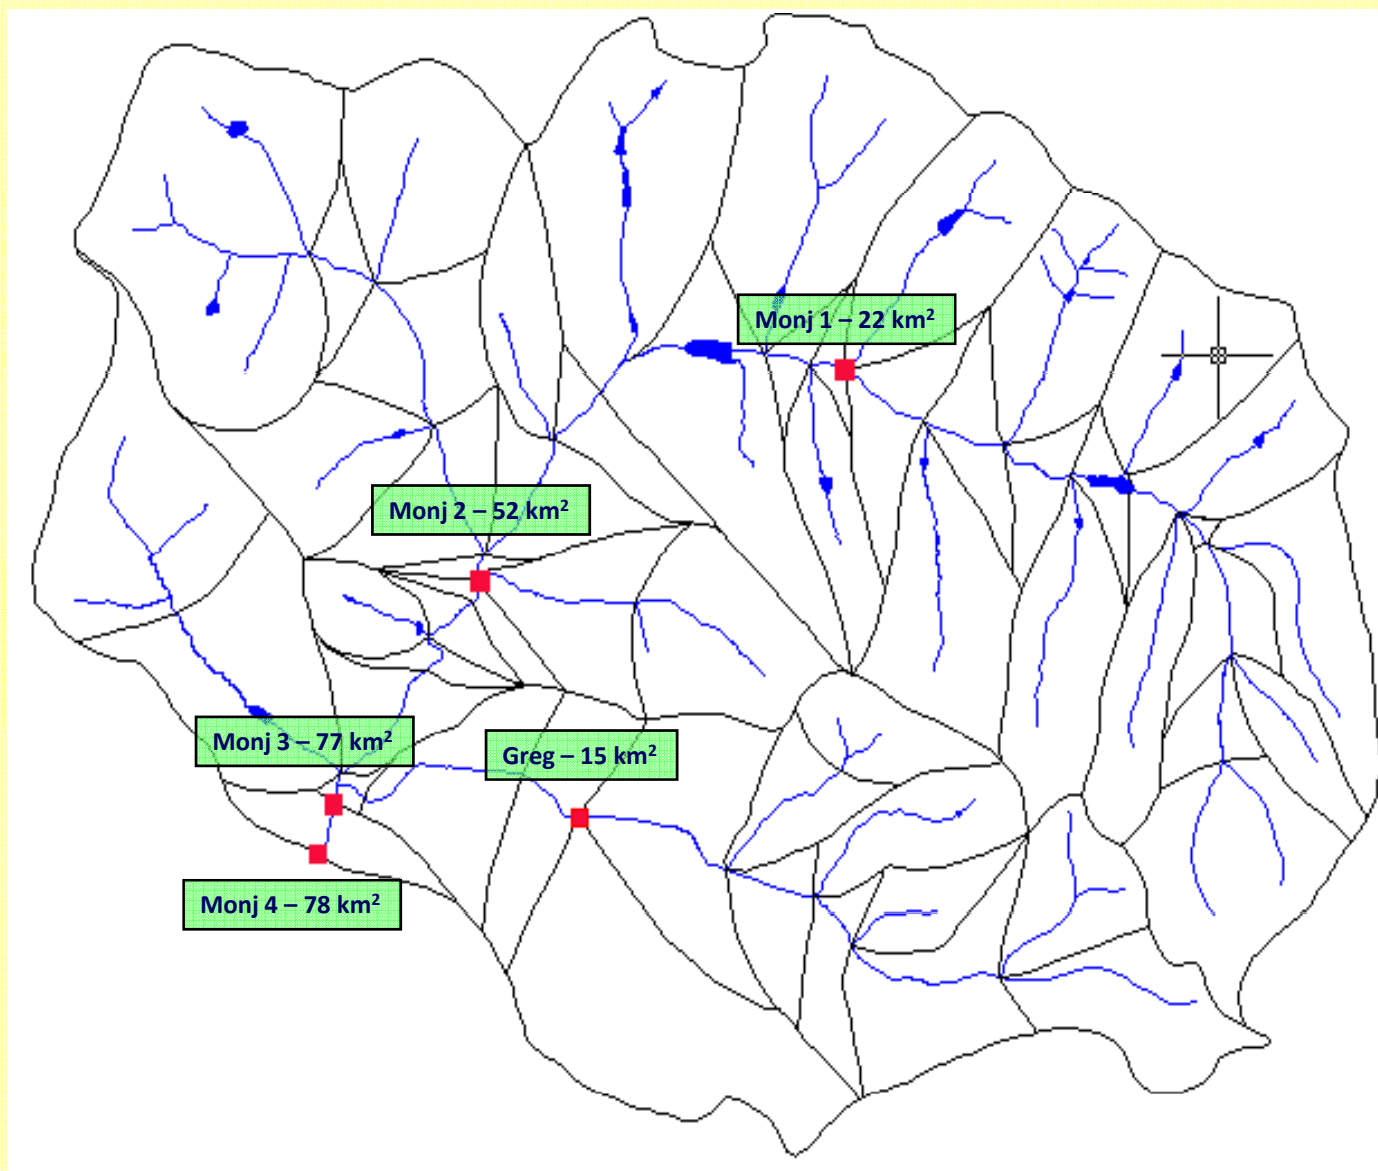 Monj 1 – 22 km²
Monj 2 – 52 km²
Monj 3 – 77 km²
Greg – 15 km²
Monj 4 – 78 km²